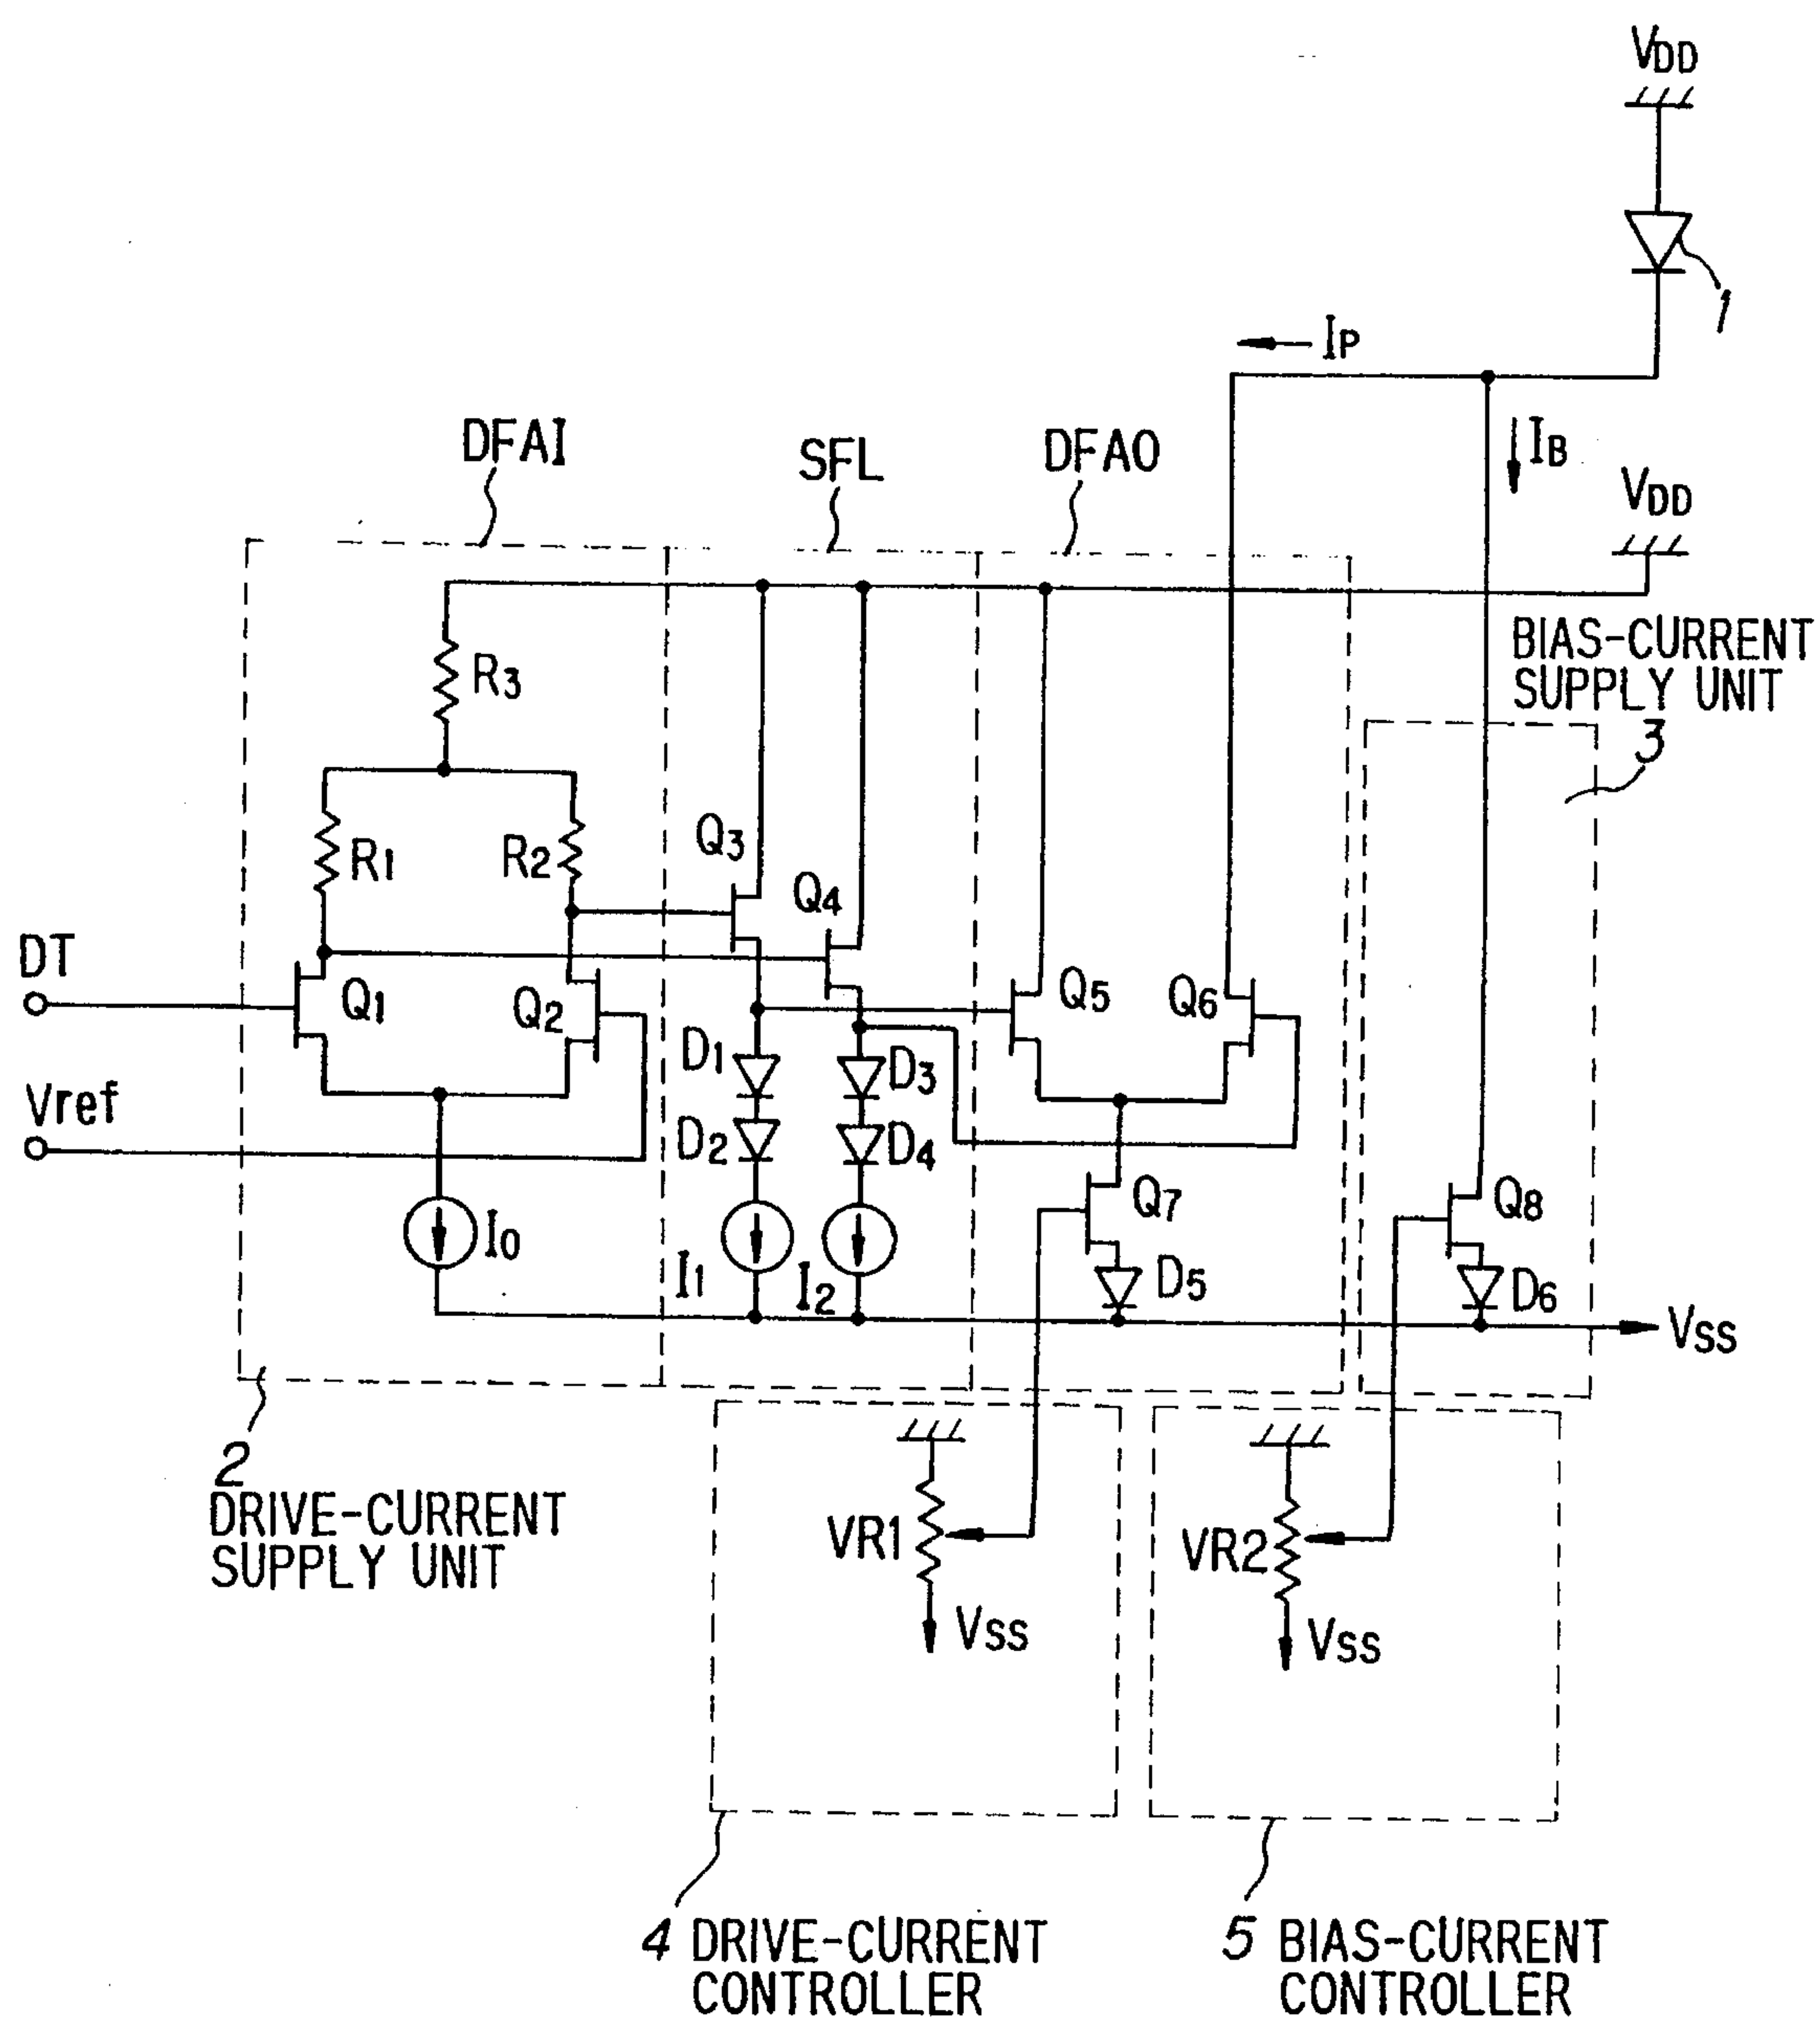 VDD
1
IP
IB
DFAI
SFL
DFAO
VDD
BIAS-CURRENT
SUPPLY UNIT
3
R3
R1
R2
Q3
Q4
DT
Q1
Q2
Q5
Q6
Vref
D1
D3
D2
D4
Q7
Q8
I0
I1
I2
D5
D6
VSS
2
DRIVE-CURRENT
SUPPLY UNIT
VR1
VR2
VSS
VSS
4 DRIVE-CURRENT
CONTROLLER
5 BIAS-CURRENT
CONTROLLER